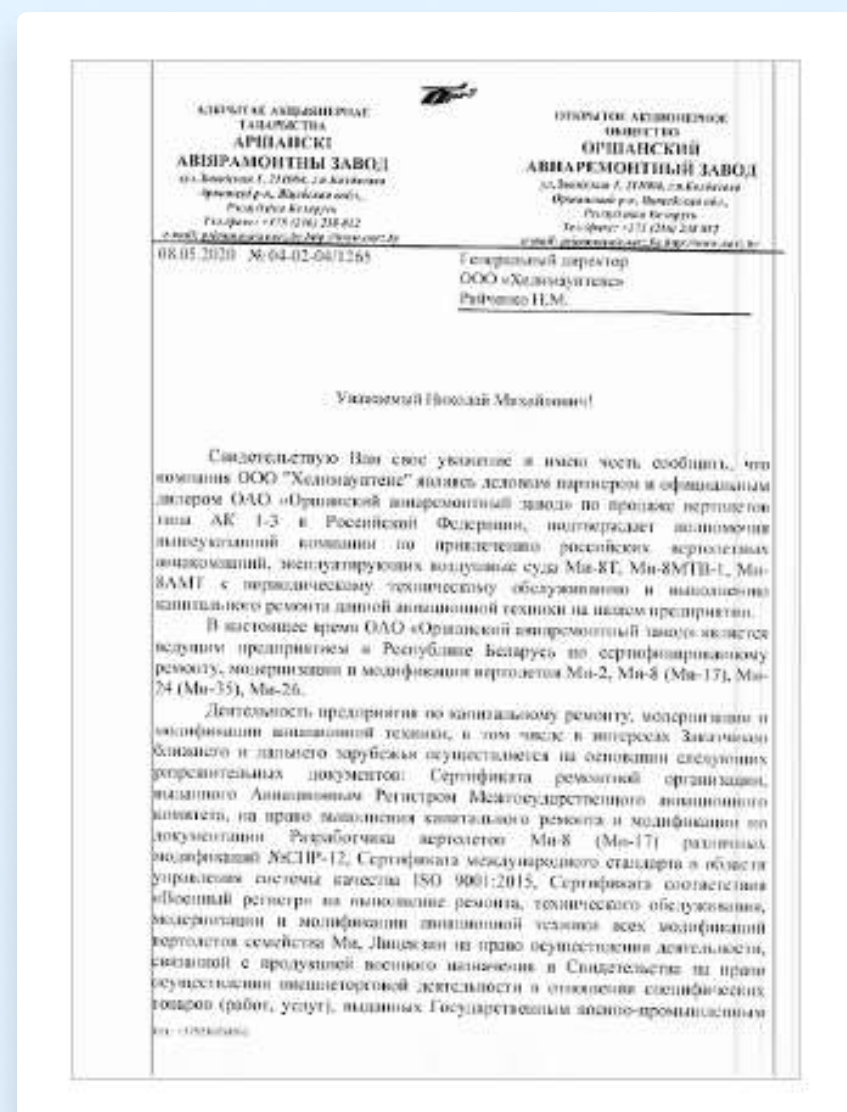 ТАВАРЫСТВА
АРШАНСКІ
АВІЯРАМОНТНЫ ЗАВОД
ОТКРЫТОЕ АКЦИОНЕРНОЕ
ОБЩЕСТВО
ОРШАНСКИЙ
АВИАРЕМОНТНЫЙ ЗАВОД
08.05.2020 № 04-02-04/1265
Генеральный директор
ООО «Хелимаунтенс»
Райченко Н.М.
Уважаемый Николай Михайлович!
Свидетельствую Вам свое уважение и имею честь сообщить, что
компания ООО "Хелимаунтенс" являясь деловым партнером и официальным
дилером ОАО «Оршанский авиаремонтный завод» по продаже вертолетов
типа АК 1-3 в Российской Федерации, подтверждает полномочия
вышеуказанной компании по привлечению российских вертолетных
авиакомпаний, эксплуатирующих воздушные суда Ми-8Т, Ми-8МТВ-1, Ми-
8АМТ с периодическому техническому обслуживанию и выполнению
капитального ремонта данной авиационной техники на нашем предприятии.
В настоящее время ОАО «Оршанский авиаремонтный завод» является
ведущим предприятием в Республике Беларусь по сертифицированному
ремонту, модернизации и модификации вертолетов Ми-2, Ми-8 (Ми-17), Ми-
24 (Ми-35), Ми-26.
Деятельность предприятия по капитальному ремонту, модернизации и
модификации авиационной техники, в том числе в интересах Заказчиков
ближнего и дальнего зарубежья осуществляется на основании следующих
разрешительных документов: Сертификата ремонтной организации,
выданного Авиационным Регистром Межгосударственного авиационного
комитета, на право выполнения капитального ремонта и модификации по
документации Разработчика вертолетов Ми-8 (Ми-17) различных
модификаций №СПР-12, Сертификата международного стандарта в области
управления системы качества ISO 9001:2015, Сертификата соответствия
«Военный регистр» на выполнение ремонта, технического обслуживания,
модернизации и модификации авиационной техники всех модификаций
вертолетов семейства Ми, Лицензии на право осуществления деятельности,
связанной с продукцией военного назначения и Свидетельства на право
осуществления внешнеторговой деятельности в отношении специфических
товаров (работ, услуг), выданных Государственным военно-промышленным